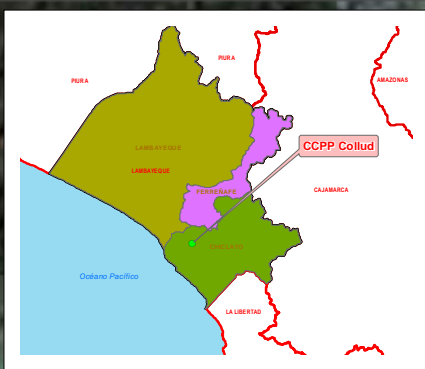 PIURA
PIURA
AMAZONAS
LAMBAYEQUE
CCPP Collud
LAMBAYEQUE
FERREÑAFE
CAJAMARCA
CHICLAYO
Océano Pacífico
LA LIBERTAD